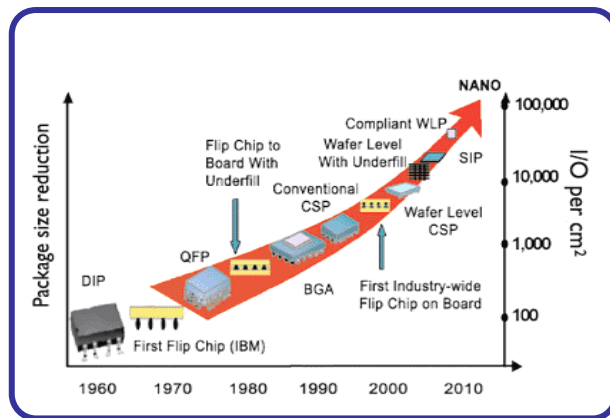 NANO
100,000
Compliant WLP
Flip Chip to
Board With
Underfill
Wafer Level
With Underfill
SIP
Conventional
CSP
10,000
Wafer Level
CSP
QFP
1,000
BGA
First Industry-wide
Flip Chip on Board
DIP
100
First Flip Chip (IBM)
Package size reduction
I/O per cm²
1960 1970 1980 1990 2000 2010